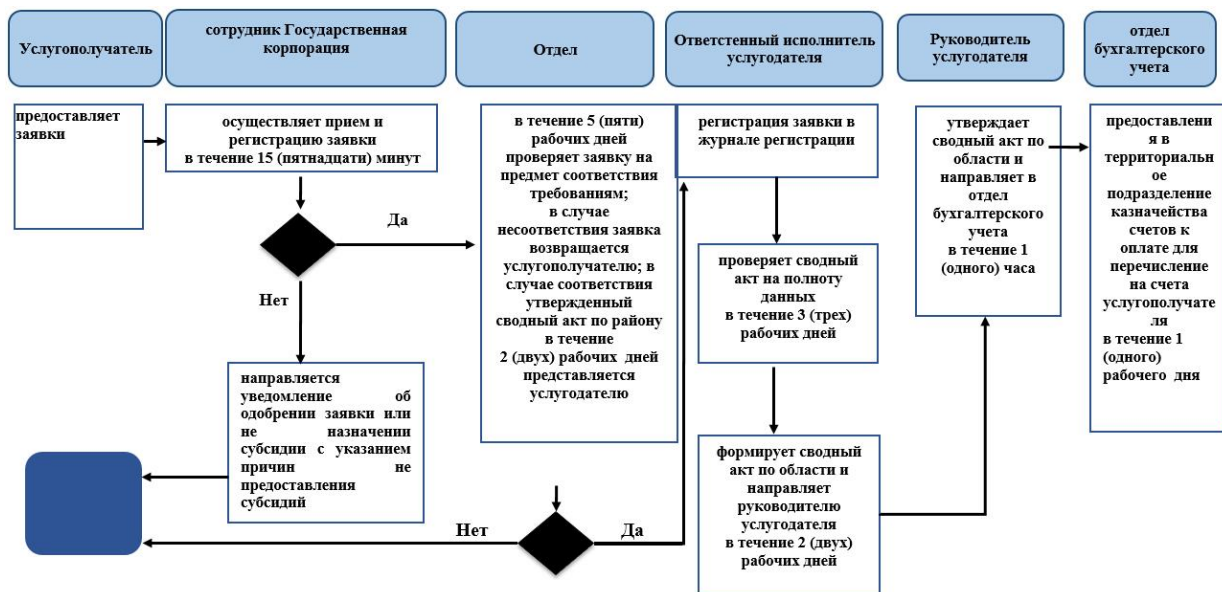 Услугополучатель
сотрудник Государственная
корпорация
Отдел
Ответстенный исполнитель
услугодателя
Руководитель
услугодателя
отдел
бухгалтерского
учета
предоставляет
заявки
осуществляет прием и
регистрацию заявки
в течение 15 (пятнадцати) минут
Да
Нет
направляется
уведомление об
одобрении заявки или
не назначении
субсидии с указанием
причин не
предоставления
субсидий
в течение 5 (пяти)
рабочих дней
проверяет заявку на
предмет соответствия
требованиям;
в случае
несоответствия заявка
возвращается
услугополучателю; в
случае соответствия
утвержденный
сводный акт по району
в течение
2 (двух) рабочих дней
представляется
услугодателю
Нет
Да
регистрация заявки в
журнале регистрации
проверяет сводный
акт на полноту
данных
в течение 3 (трех)
рабочих дней
формирует сводный
акт по области и
направляет
руководителю
услугодателя
в течение 2 (двух)
рабочих дней
утверждает
сводный акт по
области и
направляет в
отдел
бухгалтерского
учета
в течение 1
(одного) часа
предоставлени
я в
территориальн
ое
подразделение
казначейства
счетов к
оплате для
перечисление
на счета
услугополучате
ля
в течение 1
(одного)
рабочего дня